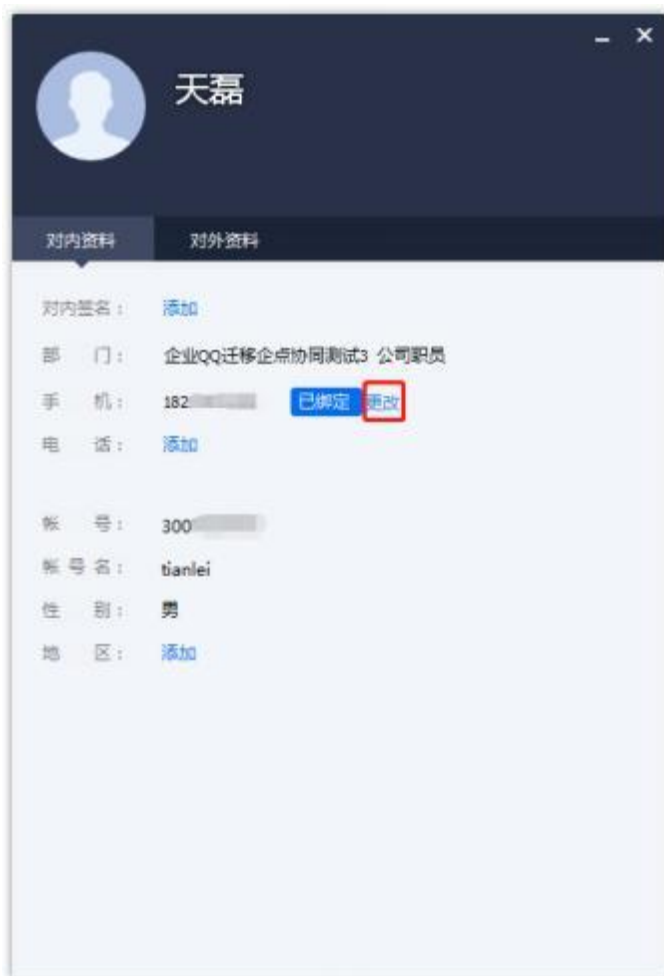 天磊
对内资料 对外资料
对内签名： 添加
部 门： 企业QQ迁移企点协同测试3 公司职员
手 机： 182 已绑定 更改
电 话： 添加
帐 号： 300
帐 号 名： tianlei
性 别： 男
地 区： 添加